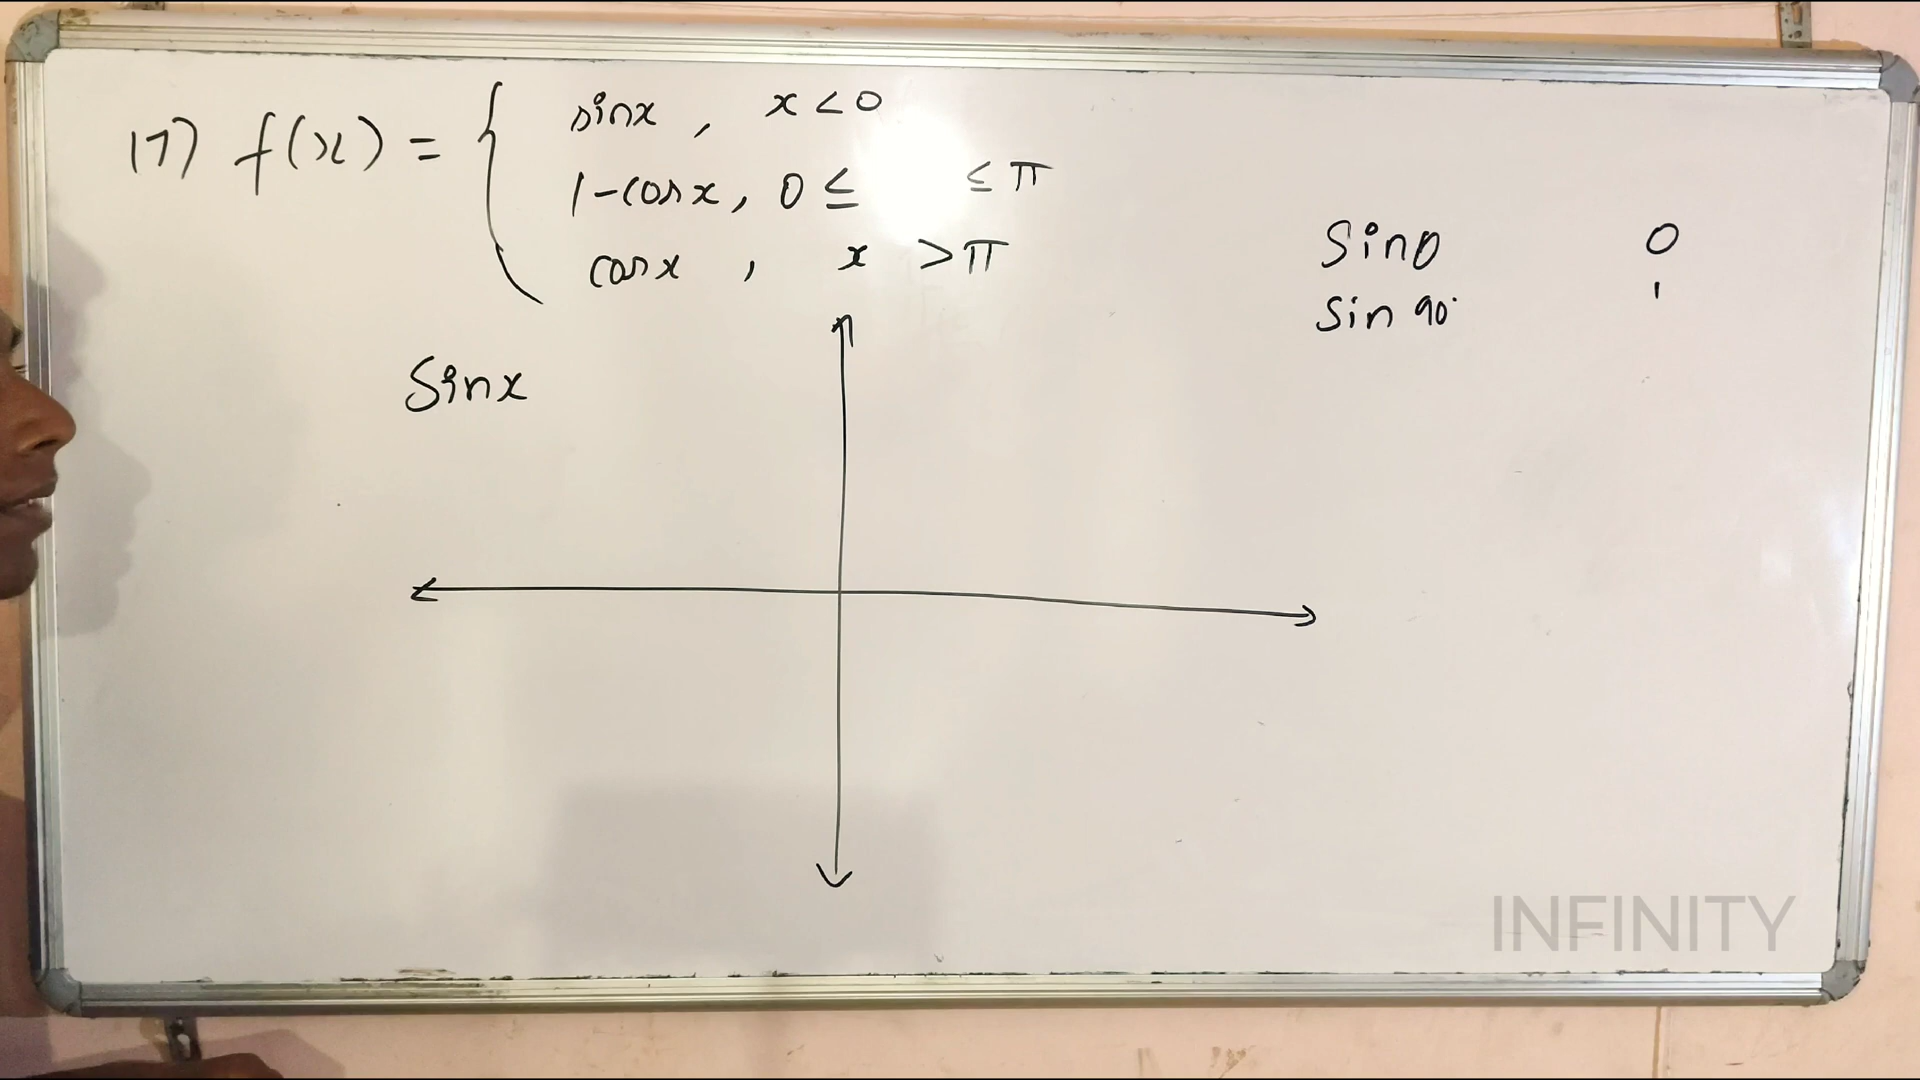 17) f(x) = { sinx , x < 0
1-cosx, 0 ≤ ≤ π
cosx , x > π
Sin0 0
Sin 90° 1
Sinx
INFINITY